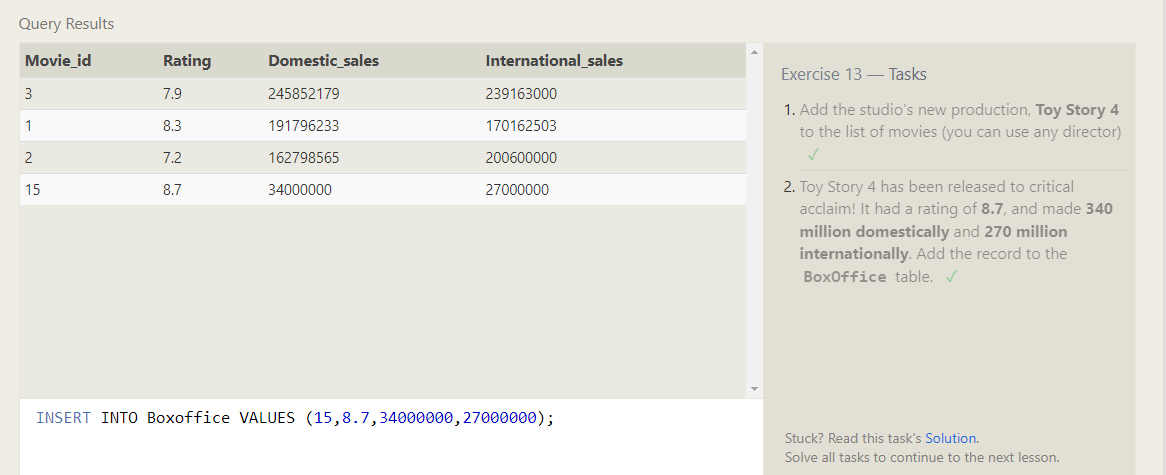 Query Results
Movie_id Rating Domestic_sales International_sales
3 7.9 245852179 239163000
1 8.3 191796233 170162503
2 7.2 162798565 200600000
15 8.7 34000000 27000000
INSERT INTO Boxoffice VALUES (15,8.7,34000000,27000000);
Exercise 13 — Tasks
1. Add the studio's new production, Toy Story 4
to the list of movies (you can use any director)
✓
2. Toy Story 4 has been released to critical
acclaim! It had a rating of 8.7, and made 340
million domestically and 270 million
internationally. Add the record to the
BoxOffice table. ✓
Stuck? Read this task's Solution.
Solve all tasks to continue to the next lesson.